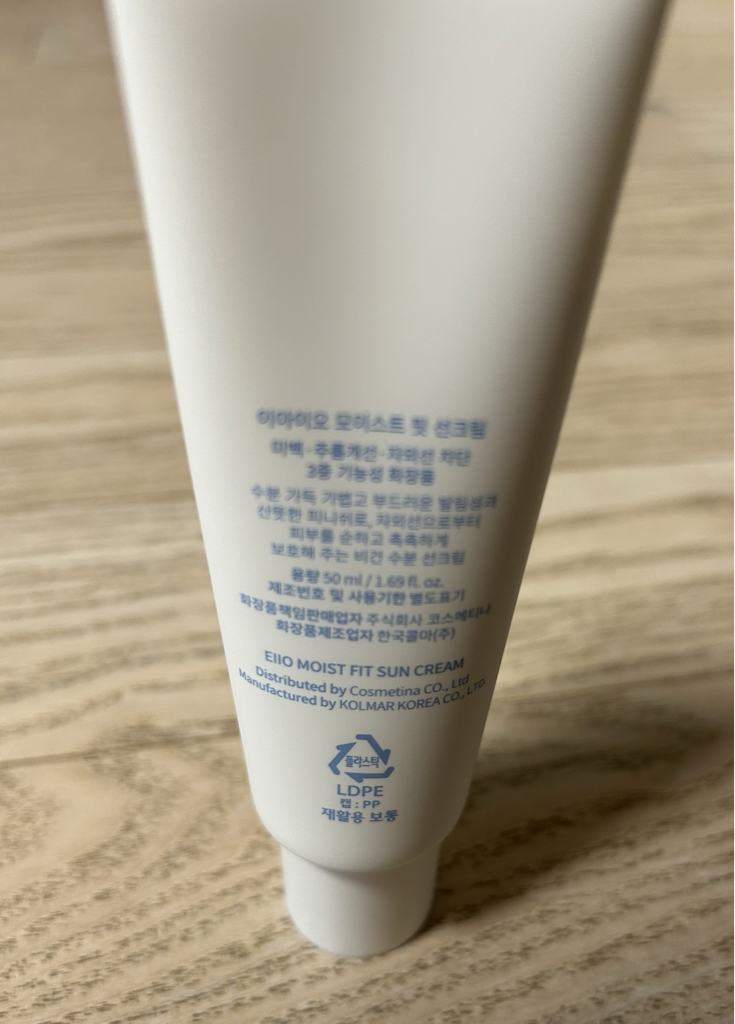 이아이오 모이스트 핏 선크림
미백·주름개선·자외선 차단
3중 기능성 화장품
수분 가득 가볍고 부드러운 발림성과
산뜻한 피니쉬로, 자외선으로부터
피부를 순하고 촉촉하게
보호해 주는 비건 수분 선크림
용량 50 ml / 1.69 fl. oz.
제조번호 및 사용기한 별도표기
화장품책임판매업자 주식회사 코스메티나
화장품제조업자 한국콜마(주)
EIIO MOIST FIT SUN CREAM
Distributed by Cosmetina CO., Ltd
Manufactured by KOLMAR KOREA CO., LTD.
플라스틱
LDPE
캡 : PP
재활용 보통